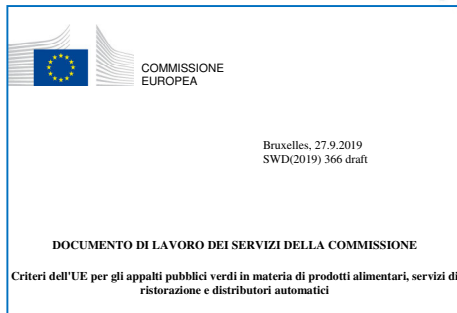 COMMISSIONE
EUROPEA
Bruxelles, 27.9.2019
SWD(2019) 366 draft
DOCUMENTO DI LAVORO DEI SERVIZI DELLA COMMISSIONE
Criteri dell'UE per gli appalti pubblici verdi in materia di prodotti alimentari, servizi di
ristorazione e distributori automatici